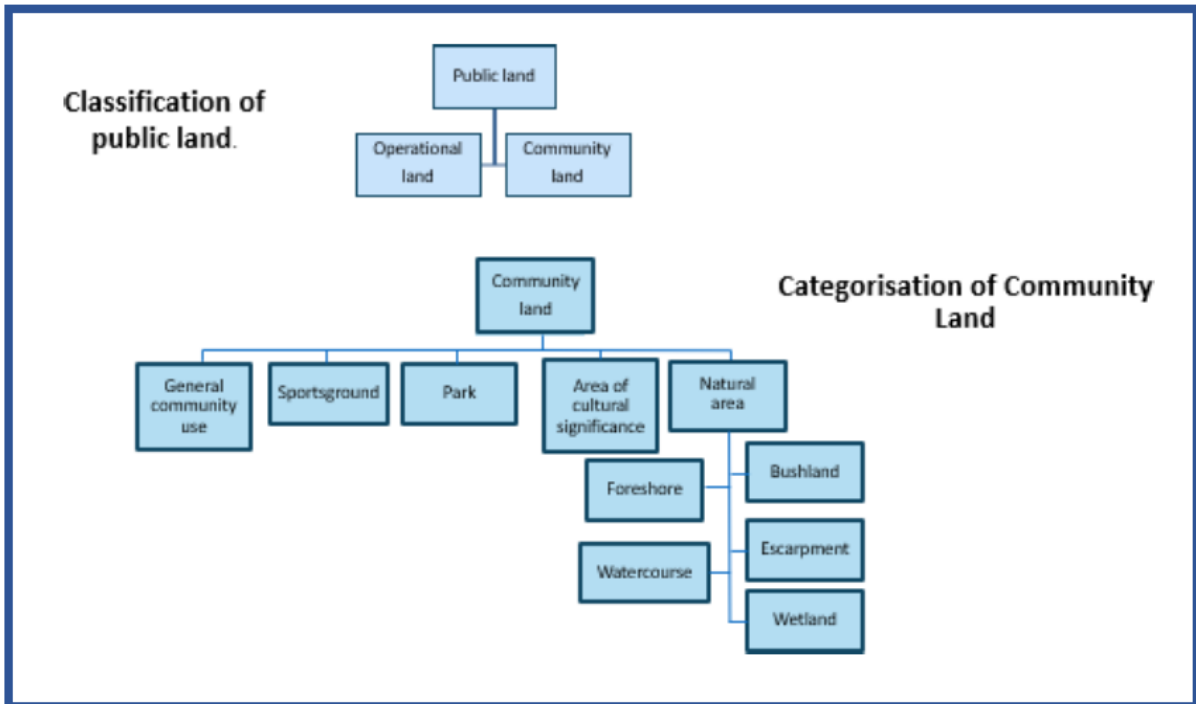 Classification of
public land.
Public land
Operational
land
Community
land
Community
land
Categorisation of Community
Land
General
community
use
Sportsground
Park
Area of
cultural
significance
Natural
area
Foreshore
Bushland
Watercourse
Escarpment
Wetland